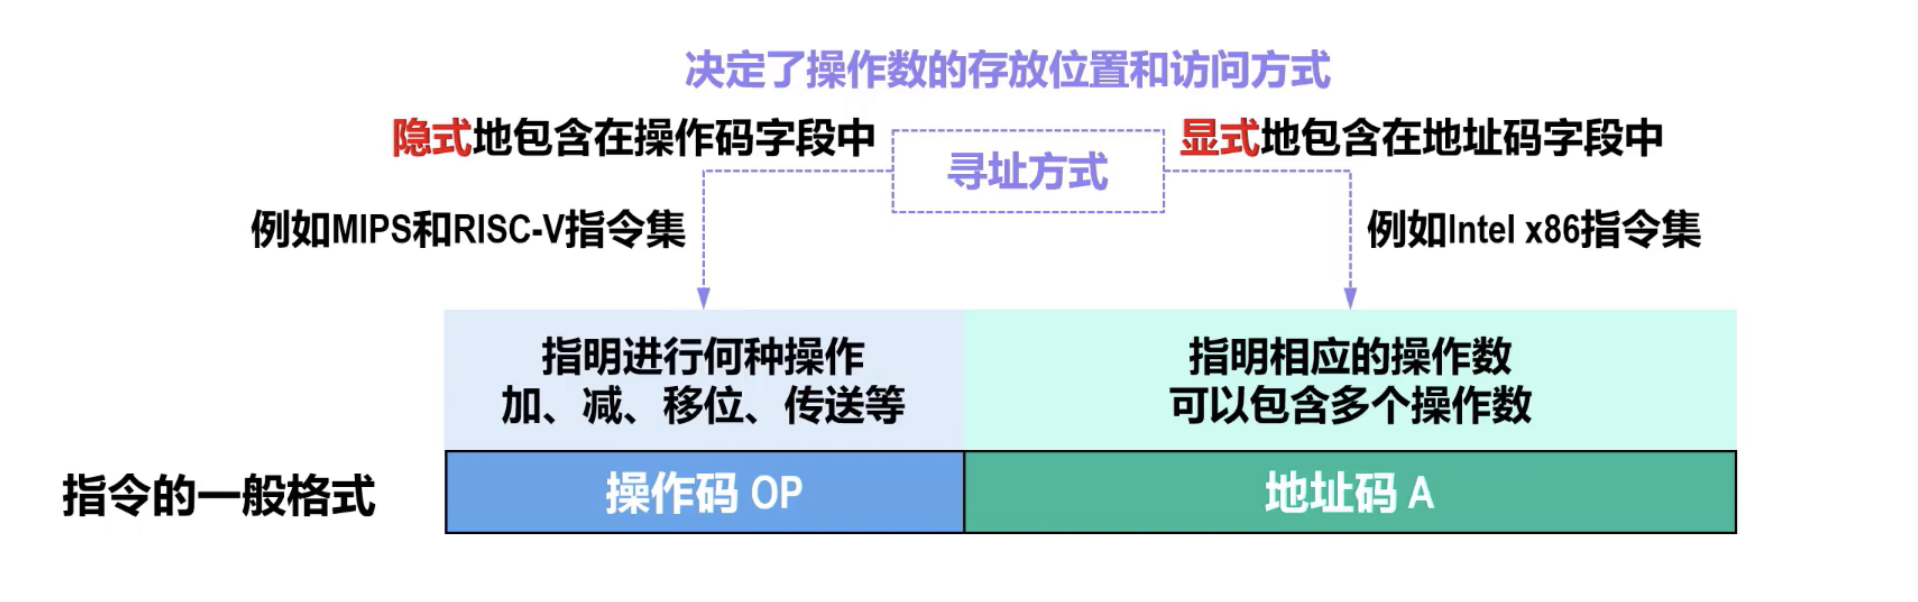 决定了操作数的存放位置和访问方式
隐式地包含在操作码字段中
寻址方式
显式地包含在地址码字段中
例如MIPS和RISC-V指令集
例如Intel x86指令集
指明进行何种操作
加、减、移位、传送等
指明相应的操作数
可以包含多个操作数
指令的一般格式
操作码 OP
地址码 A